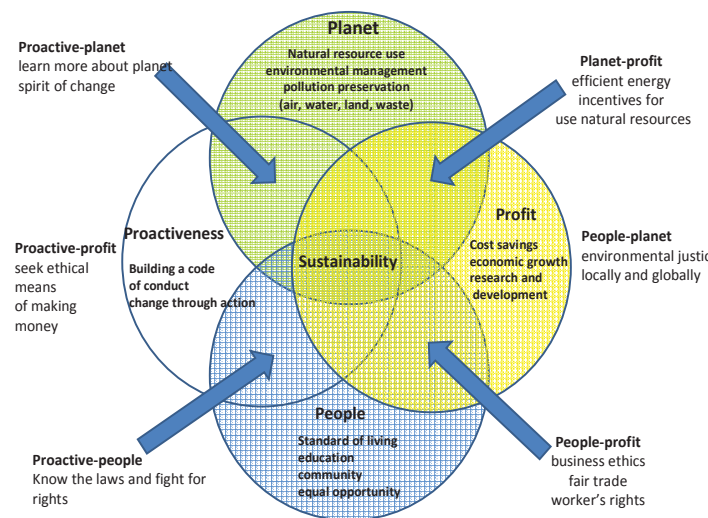 Planet
Natural resource use
environmental management
pollution preservation
(air, water, land, waste)
Proactive-planet
learn more about planet
spirit of change
Planet-profit
efficient energy
incentives for
use natural resources
Proactiveness
Building a code
of conduct
change through action
Sustainability
Profit
Cost savings
economic growth
research and
development
Proactive-profit
seek ethical
means
of making
money
People-planet
environmental justic
locally and globally
People
Standard of living
education
community
equal opportunity
Proactive-people
Know the laws and fight for
rights
People-profit
business ethics
fair trade
worker's rights